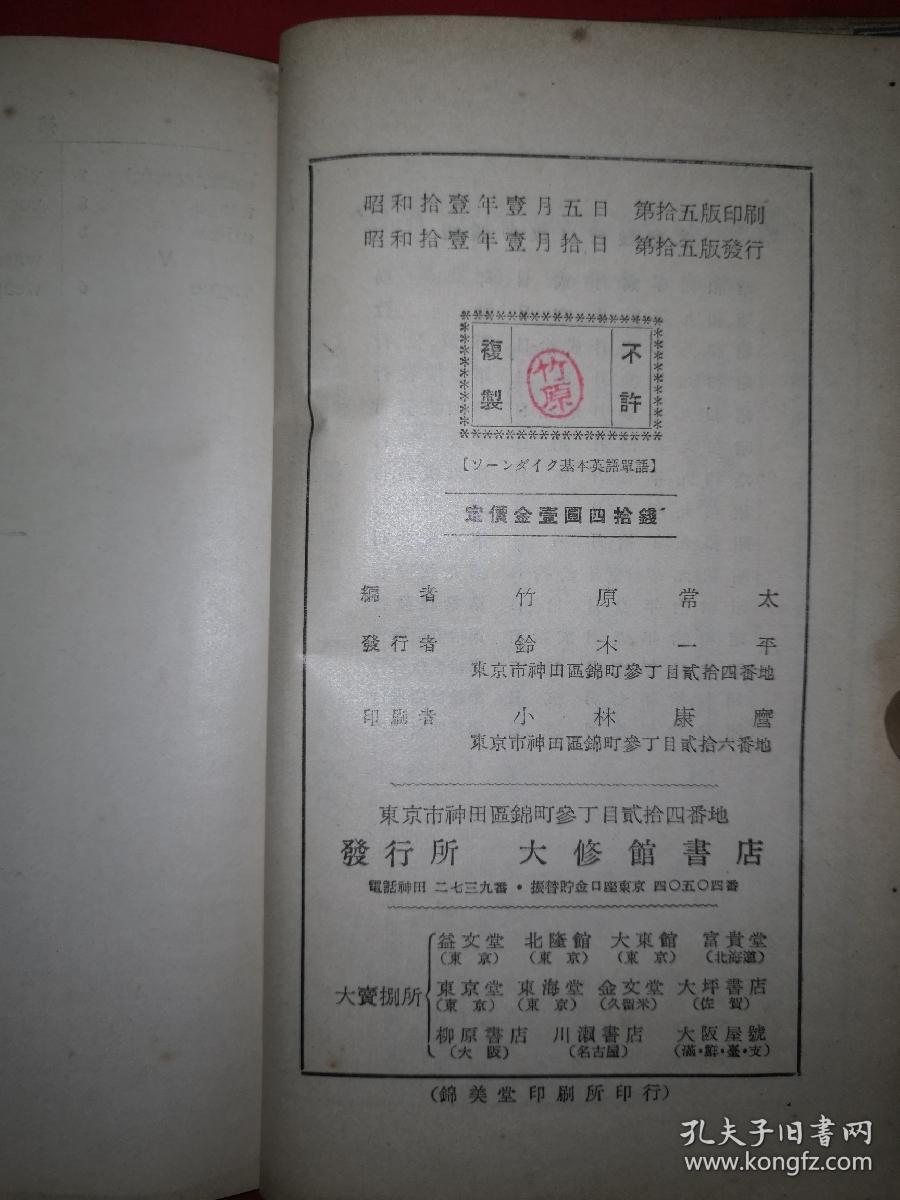 昭和拾壹年壹月五日　第拾五版印刷
昭和拾壹年壹月拾日　第拾五版發行
不許
複製
竹原
【ソーンダイク基本英語單語】
定價金壹圓四拾錢
編者　竹原常太
發行者　鈴木一平
東京市神田區錦町參丁目貳拾四番地
印刷者　小林康麿
東京市神田區錦町參丁目貳拾六番地
東京市神田區錦町參丁目貳拾四番地
發行所　大修館書店
電話神田 二七三九番・振替貯金口座東京 四〇五〇四番
大賣捌所
益文堂　北隆館　大東館　富貴堂
(東京)　(東京)　(東京)　(北海道)
東京堂　東海堂　金文堂　大坪書店
(東京)　(東京)　(久留米)　(佐賀)
柳原書店　川瀨書店　大阪屋號
(大阪)　(名古屋)　(滿・鮮・臺・支)
(錦美堂印刷所印行)
孔夫子旧书网
www.kongfz.com